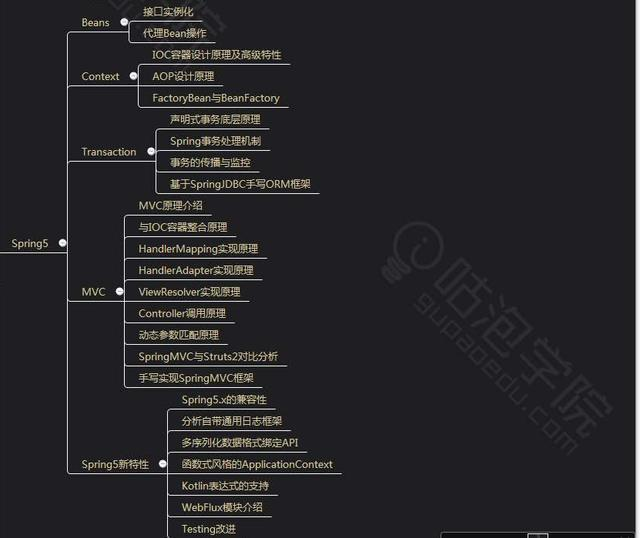 接口实例化
Beans
代理Bean操作
IOC容器设计原理及高级特性
Context
AOP设计原理
FactoryBean与BeanFactory
声明式事务底层原理
Spring事务处理机制
Transaction
事务的传播与监控
基于SpringJDBC手写ORM框架
MVC原理介绍
与IOC容器整合原理
Spring5
HandlerMapping实现原理
HandlerAdapter实现原理
MVC
ViewResolver实现原理
Controller调用原理
动态参数匹配原理
SpringMVC与Struts2对比分析
手写实现SpringMVC框架
Spring5.x的兼容性
分析自带通用日志框架
多序列化数据格式绑定API
Spring5新特性
函数式风格的ApplicationContext
Kotlin表达式的支持
WebFlux模块介绍
Testing改进
咕泡学院
gupaoedu.com